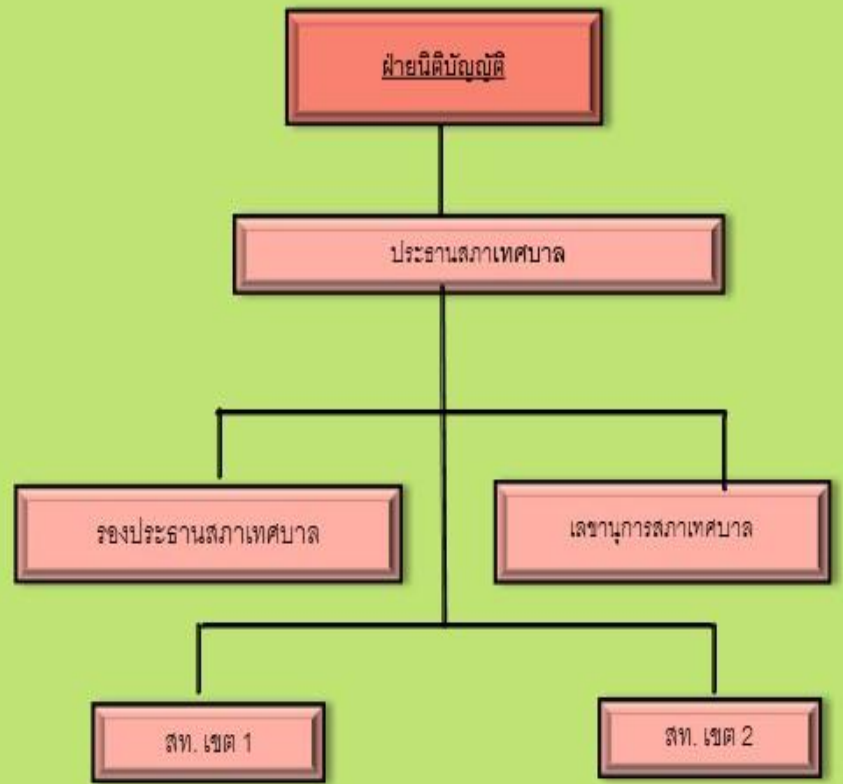 ฝ่ายนิติบัญญัติ
ประธานสภาเทศบาล
รองประธานสภาเทศบาล
เลขานุการสภาเทศบาล
สท. เขต 1
สท. เขต 2